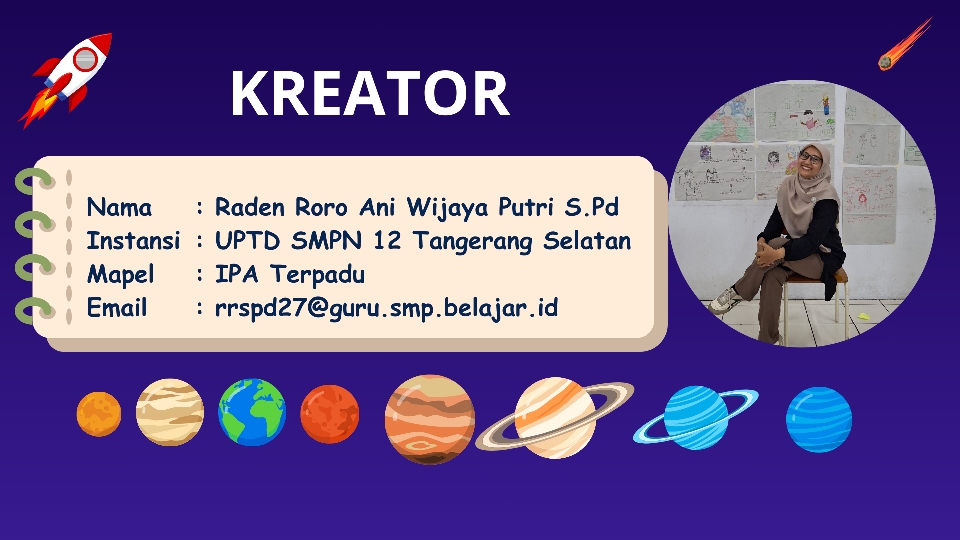 KREATOR
Nama : Raden Roro Ani Wijaya Putri S.Pd
Instansi : UPTD SMPN 12 Tangerang Selatan
Mapel : IPA Terpadu
Email : rrspd27@guru.smp.belajar.id